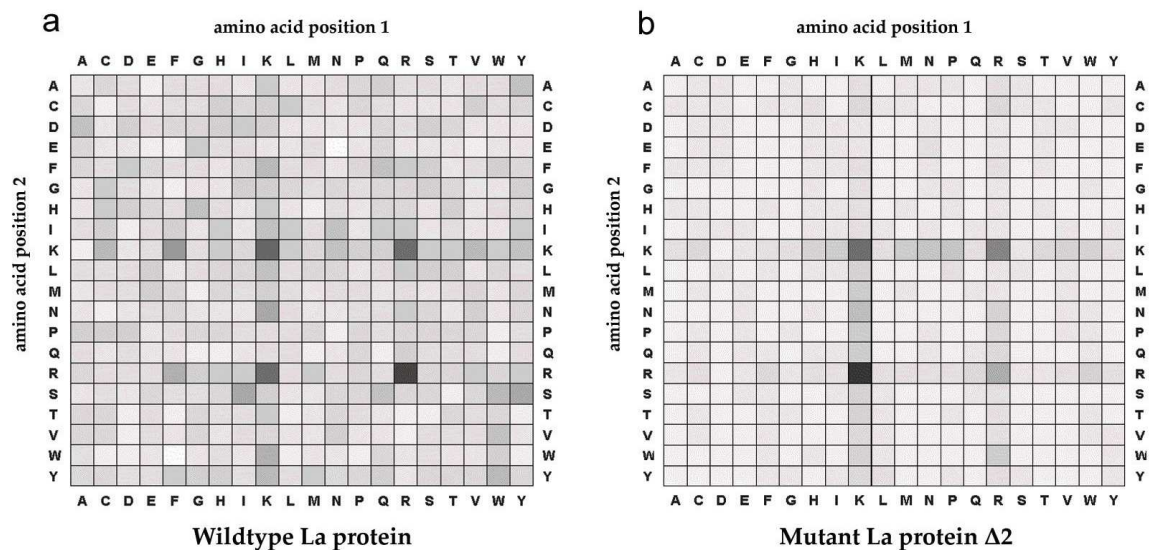 a
b
amino acid position 1
amino acid position 1
A C D E F G H I K L M N P Q R S T V W Y
A C D E F G H I K L M N P Q R S T V W Y
A A A A
C C C C
D D D D
E E E E
F F F F
G G G G
H H H H
I I I I
K K K K
L L L L
M M M M
N N N N
P P P P
Q Q Q Q
R R R R
S S S S
T T T T
V V V V
W W W W
Y Y Y Y
amino acid position 2
amino acid position 2
A C D E F G H I K L M N P Q R S T V W Y
A C D E F G H I K L M N P Q R S T V W Y
Wildtype La protein
Mutant La protein Δ2